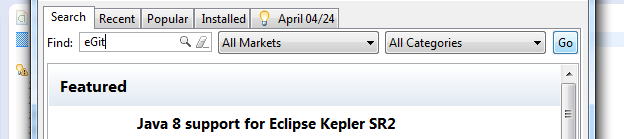 Search Recent Popular Installed April 04/24
Find: eGit All Markets All Categories Go
Featured
Java 8 support for Eclipse Kepler SR2